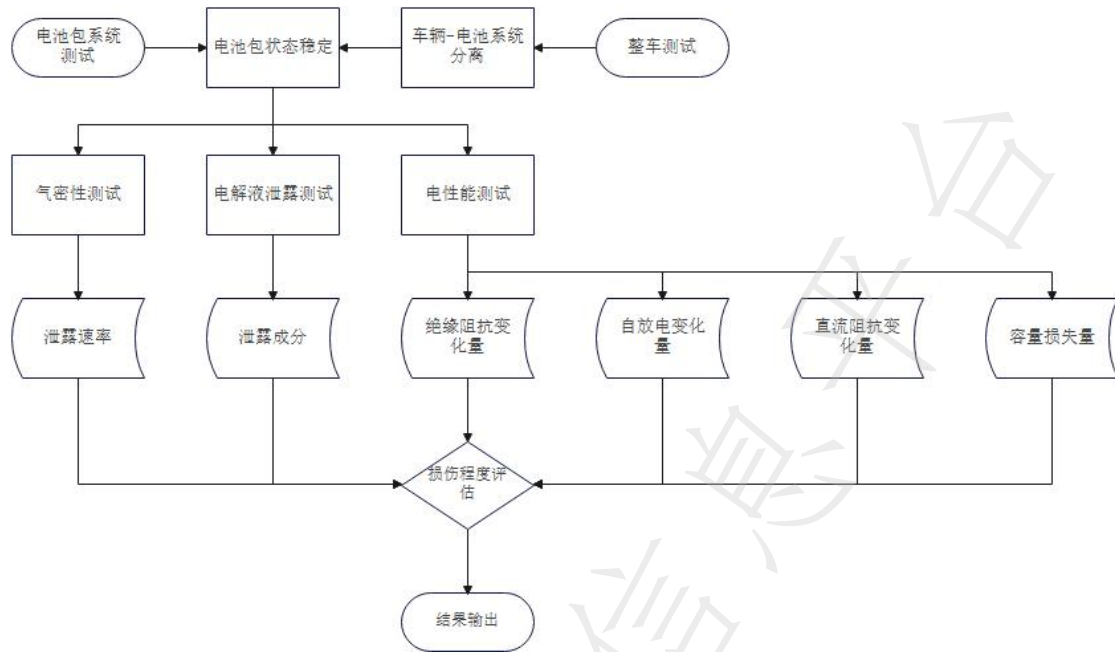 电池包系统
测试
电池包状态稳定
车辆-电池系统
分离
整车测试
气密性测试
电解液泄露测试
电性能测试
泄露速率
泄露成分
绝缘阻抗变
化量
自放电变化
量
直流阻抗变
化量
容量损失量
损伤程度评
估
结果输出
信息平台